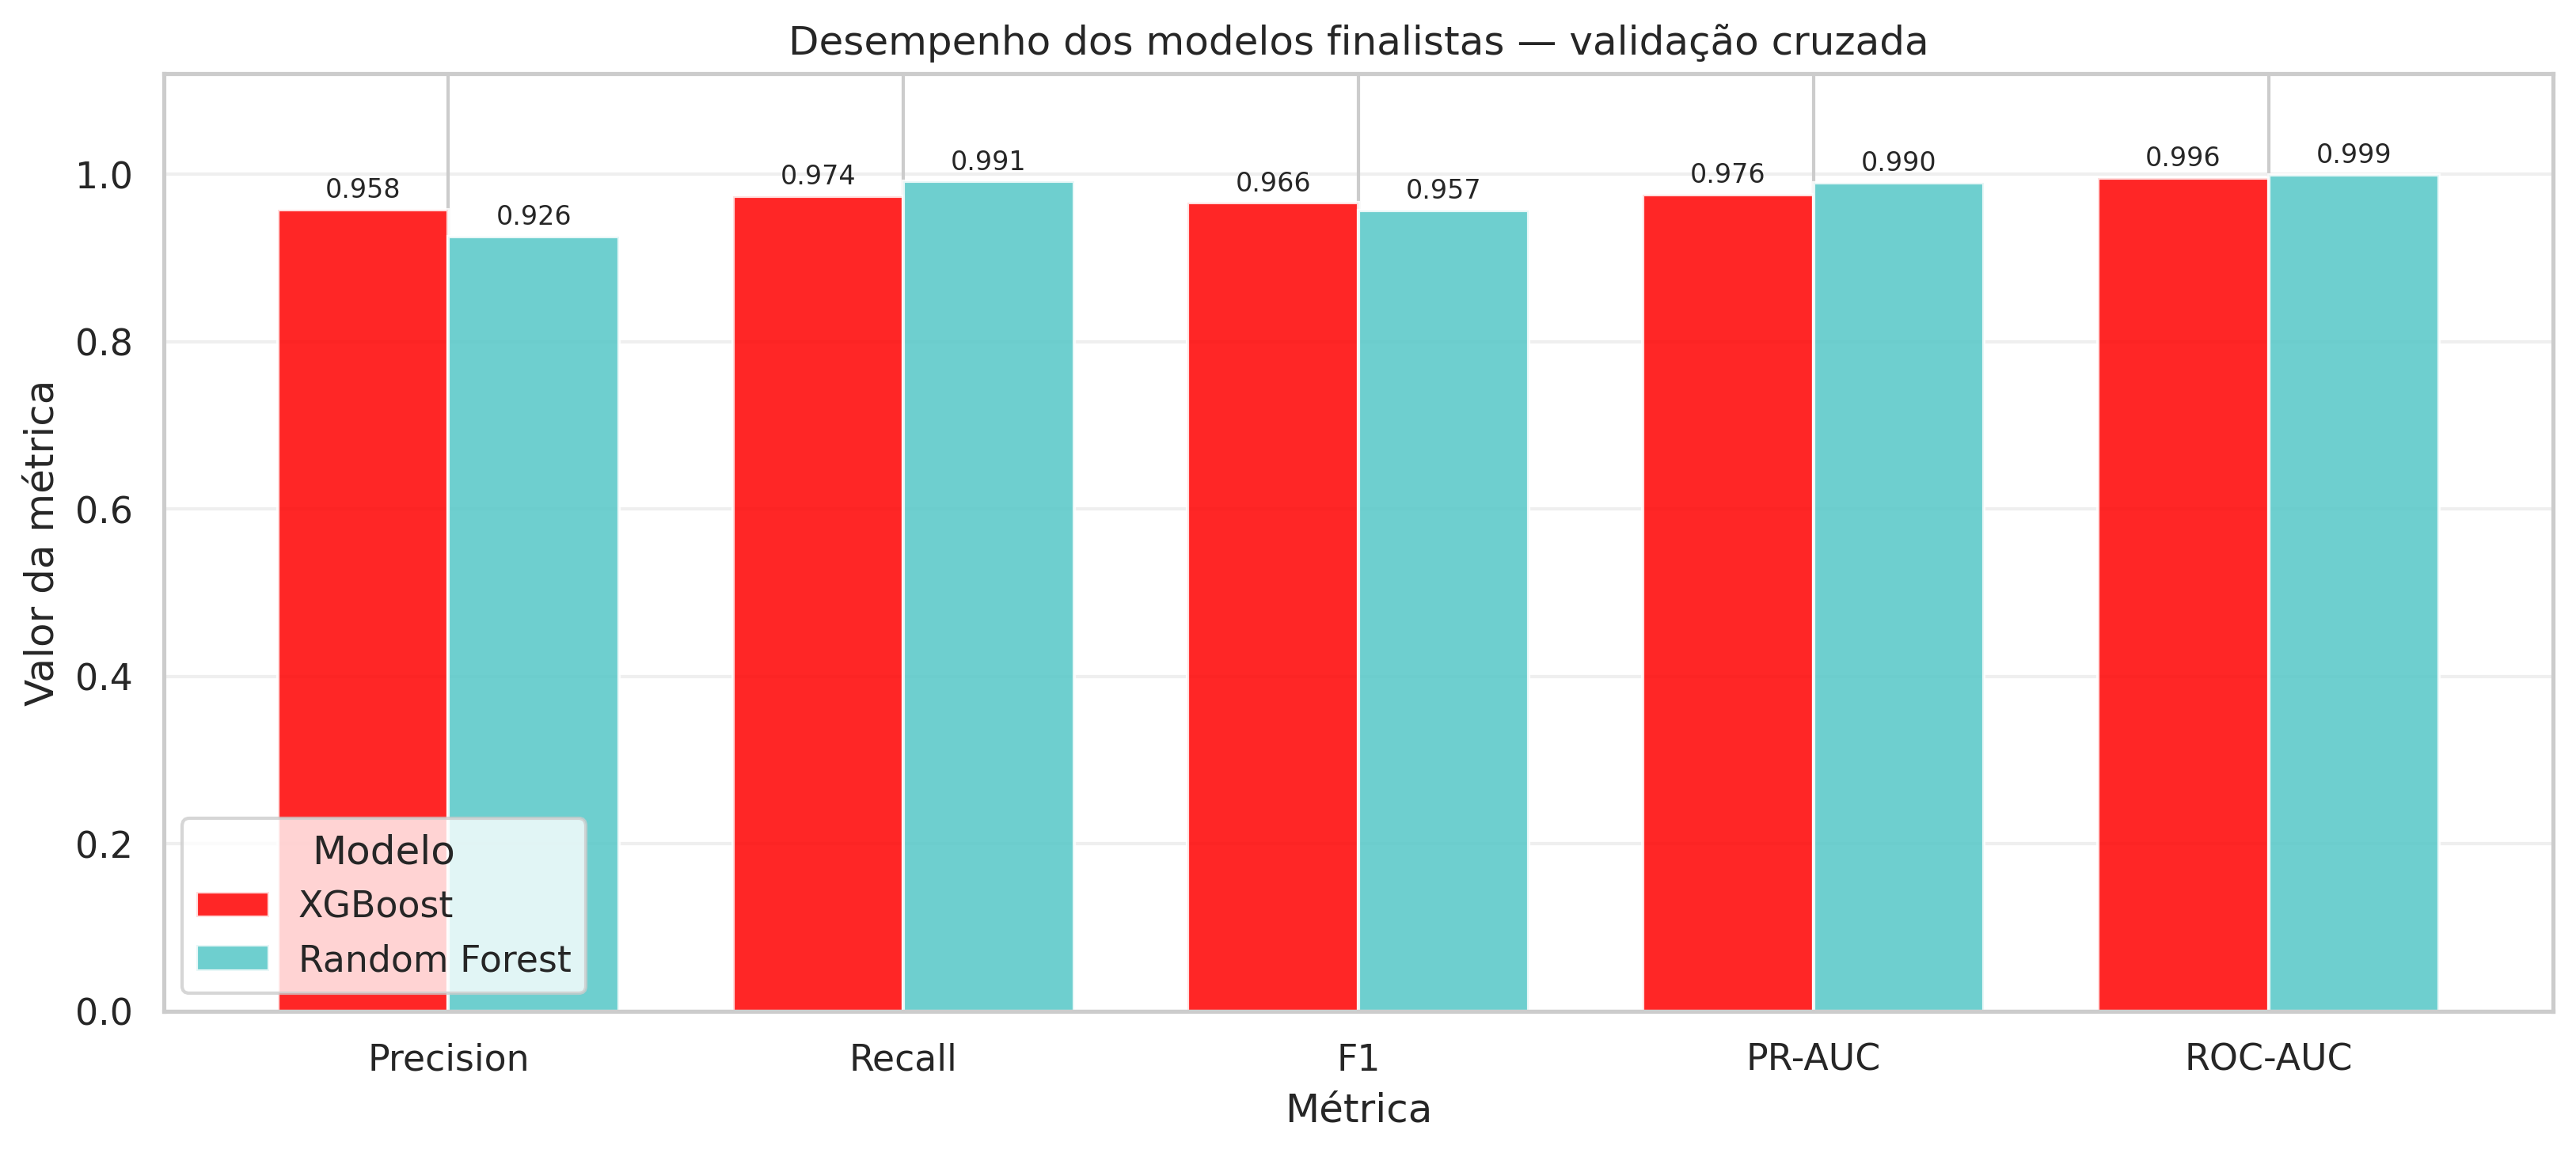 Desempenho dos modelos finalistas — validação cruzada
Valor da métrica
1.0
0.8
0.6
0.4
0.2
0.0
0.958
0.926
0.974
0.991
0.966
0.957
0.976
0.990
0.996
0.999
Modelo
XGBoost
Random Forest
Precision
Recall
F1
PR-AUC
ROC-AUC
Métrica